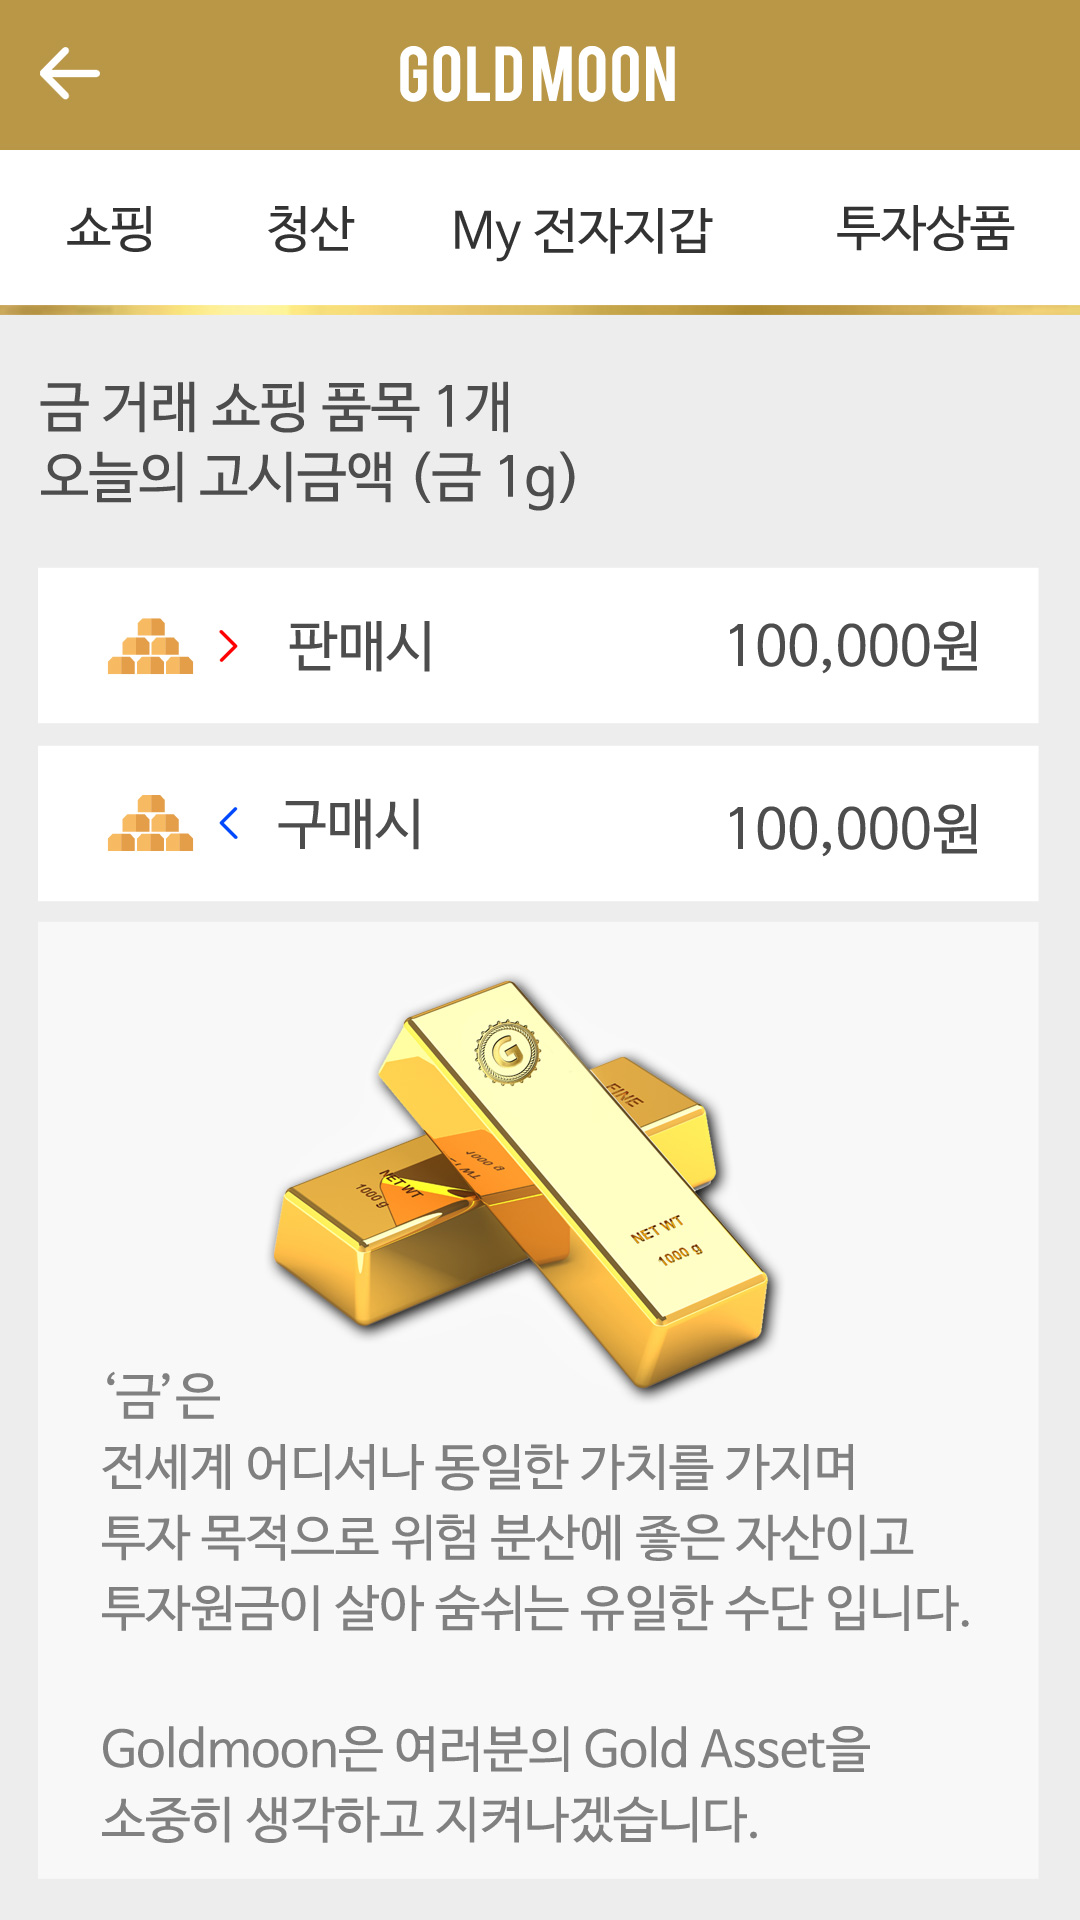 GOLDMOON
쇼핑 청산 My 전자지갑 투자상품
금 거래 쇼핑 품목 1개
오늘의 고시금액 (금 1g)
판매시 100,000원
구매시 100,000원
G
FINE
1000 g
NET WT
NET WT
1000 g
NET WT
1000 g
‘금’은
전세계 어디서나 동일한 가치를 가지며
투자 목적으로 위험 분산에 좋은 자산이고
투자원금이 살아 숨쉬는 유일한 수단 입니다.
Goldmoon은 여러분의 Gold Asset을
소중히 생각하고 지켜나겠습니다.